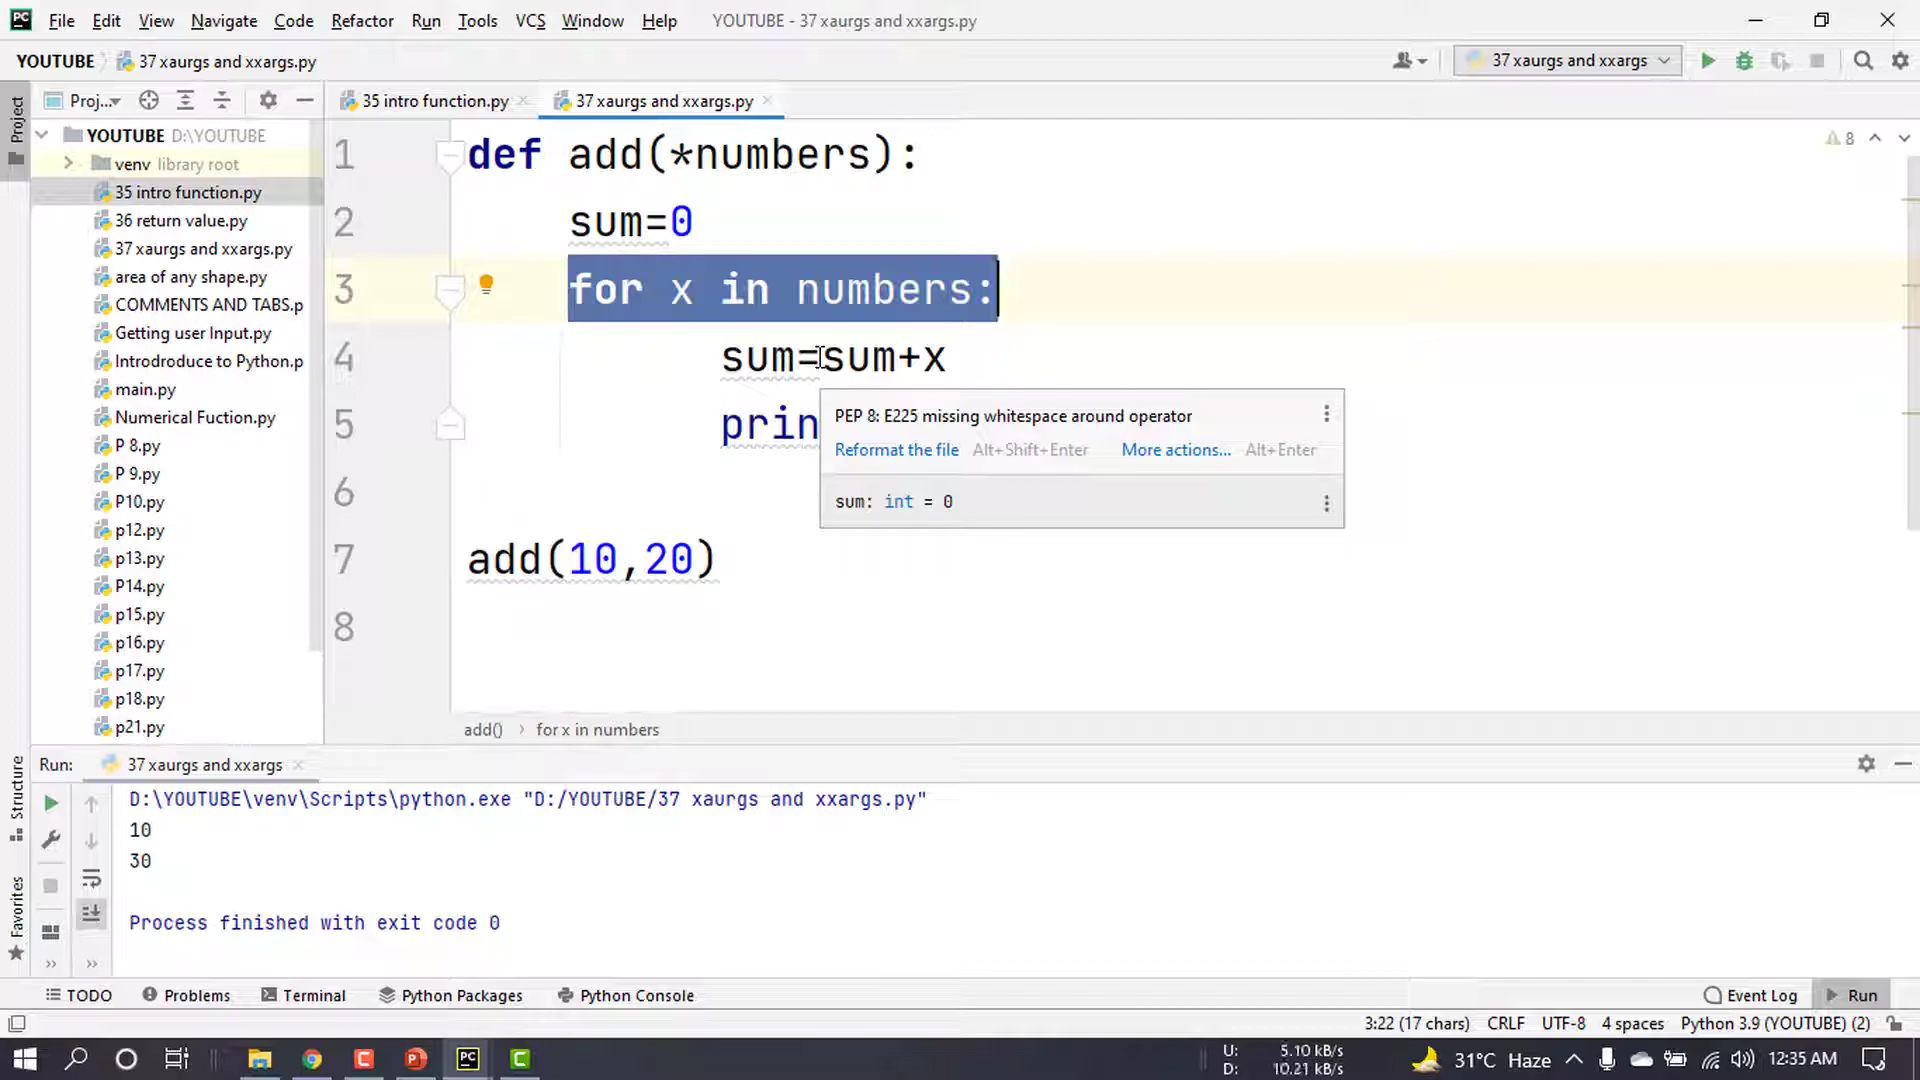 PC File Edit View Navigate Code Refactor Run Tools VCS Window Help YOUTUBE - 37 xaurgs and xxargs.py
YOUTUBE 37 xaurgs and xxargs.py 37 xaurgs and xxargs
Project Proj... 35 intro function.py 37 xaurgs and xxargs.py
YOUTUBE D:\YOUTUBE
venv library root
35 intro function.py
36 return value.py
37 xaurgs and xxargs.py
area of any shape.py
COMMENTS AND TABS.p
Getting user Input.py
Introdroduce to Python.p
main.py
Numerical Fuction.py
P 8.py
P 9.py
P10.py
p12.py
p13.py
P14.py
p15.py
p16.py
p17.py
p18.py
p21.py
8
1 def add(*numbers):
2 sum=0
3 for x in numbers:
4 sum=sum+x
5 prin
6
7 add(10,20)
8
PEP 8: E225 missing whitespace around operator
Reformat the file Alt+Shift+Enter More actions... Alt+Enter
sum: int = 0
add() › for x in numbers
Run: 37 xaurgs and xxargs
Structure
Favorites
D:\YOUTUBE\venv\Scripts\python.exe "D:/YOUTUBE/37 xaurgs and xxargs.py"
10
30
Process finished with exit code 0
TODO Problems Terminal Python Packages Python Console Event Log Run
3:22 (17 chars) CRLF UTF-8 4 spaces Python 3.9 (YOUTUBE) (2)
U: 5.10 kB/s
D: 10.21 kB/s
31°C Haze 12:35 AM